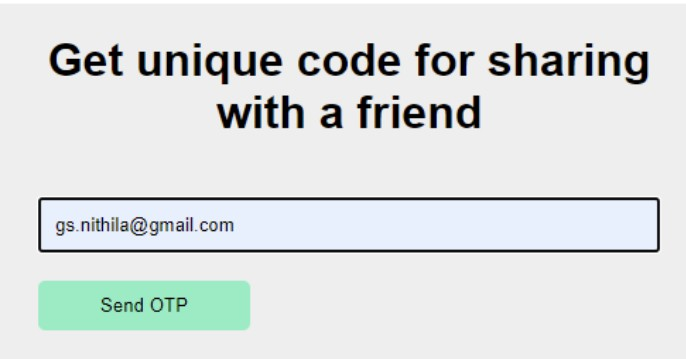 Get unique code for sharing
with a friend
gs.nithila@gmail.com
Send OTP